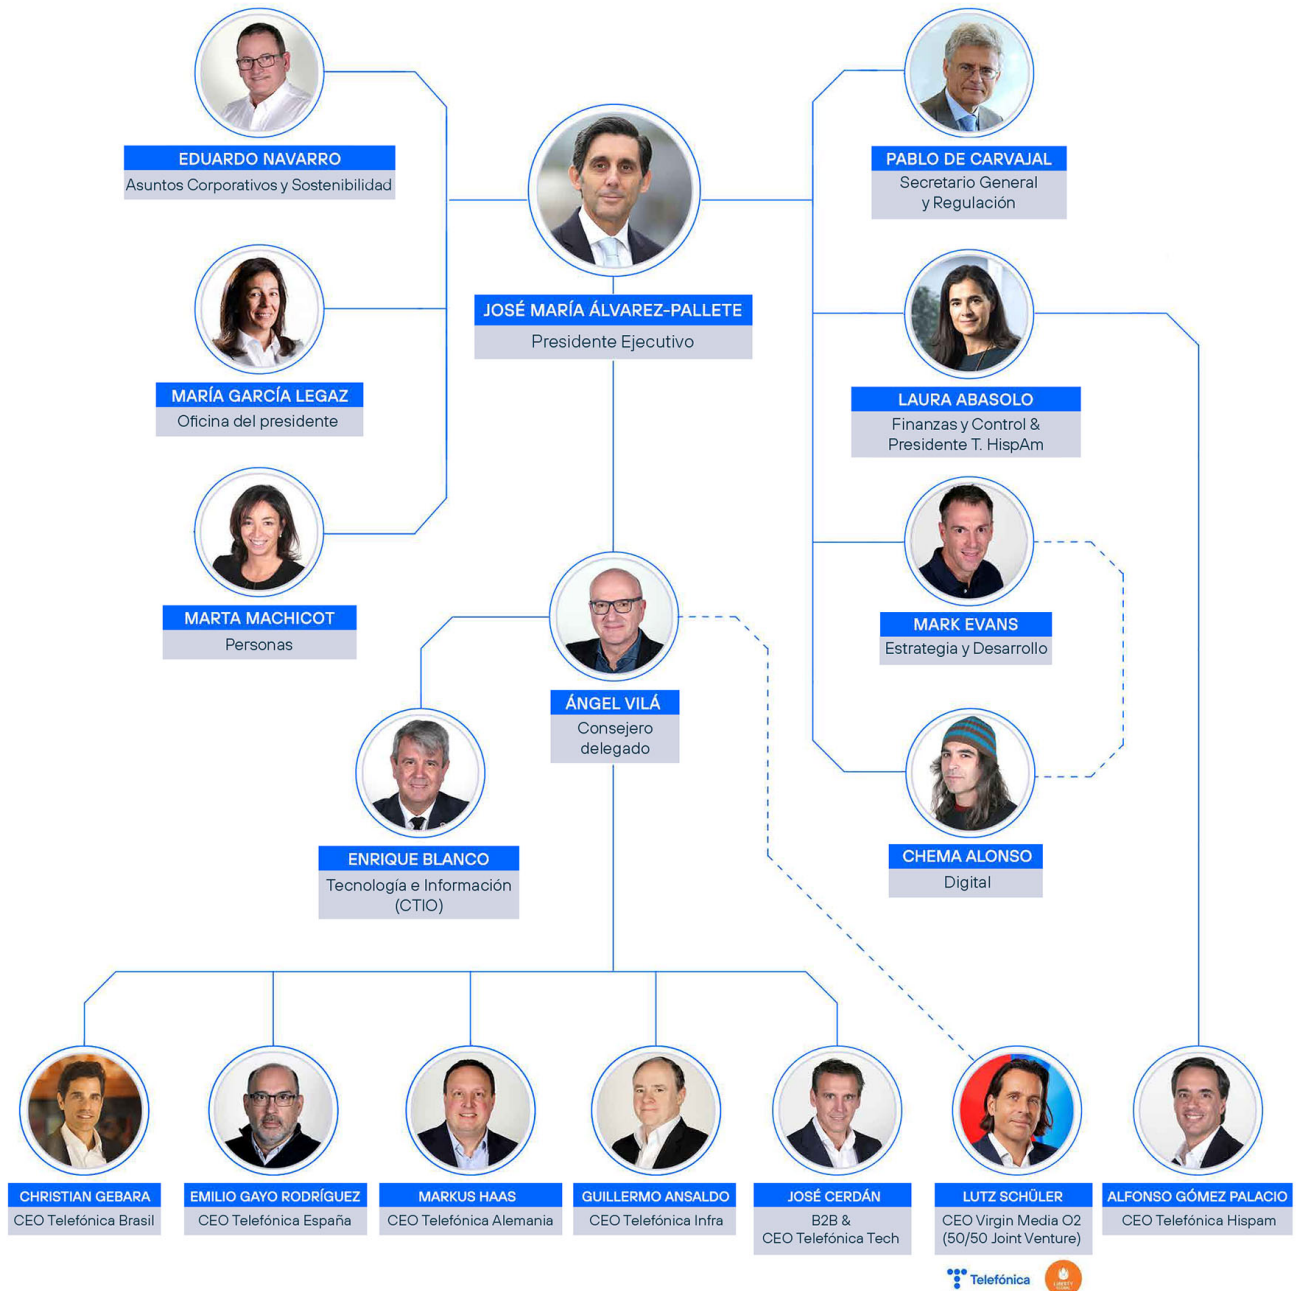 EDUARDO NAVARRO
Asuntos Corporativos y Sostenibilidad
PABLO DE CARVAJAL
Secretario General
y Regulación
JOSÉ MARÍA ÁLVAREZ-PALLETE
Presidente Ejecutivo
MARÍA GARCÍA LEGAZ
Oficina del presidente
LAURA ABASOLO
Finanzas y Control &
Presidente T. HispAm
MARTA MACHICOT
Personas
MARK EVANS
Estrategia y Desarrollo
ÁNGEL VILÁ
Consejero
delegado
ENRIQUE BLANCO
Tecnología e Información
(CTIO)
CHEMA ALONSO
Digital
CHRISTIAN GEBARA
CEO Telefónica Brasil
EMILIO GAYO RODRÍGUEZ
CEO Telefónica España
MARKUS HAAS
CEO Telefónica Alemania
GUILLERMO ANSALDO
CEO Telefónica Infra
JOSÉ CERDÁN
B2B &
CEO Telefónica Tech
LUTZ SCHÜLER
CEO Virgin Media O2
(50/50 Joint Venture)
ALFONSO GÓMEZ PALACIO
CEO Telefónica Hispam
Telefónica
LIBERTY
GLOBAL